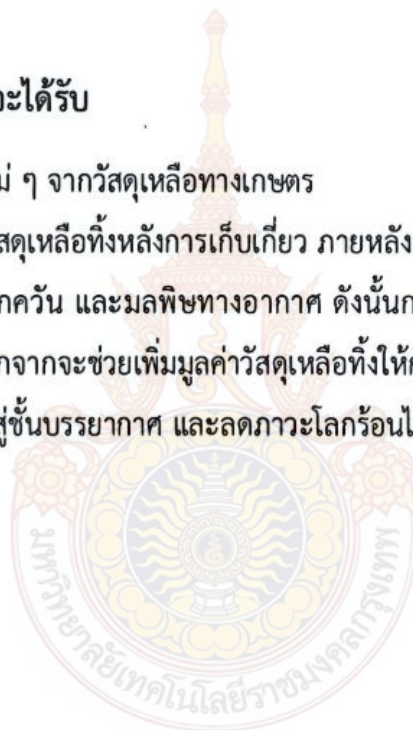 จะได้รับ
ม่ ๆ จากวัสดุเหลือทางเกษตร
สดุเหลือทิ้งหลังการเก็บเกี่ยว ภายหลัง
กควัน และมลพิษทางอากาศ ดังนั้นก
กจากจะช่วยเพิ่มมูลค่าวัสดุเหลือทิ้งให้ก
สู่ชั้นบรรยากาศ และลดภาวะโลกร้อนไ
มหาวิทยาลัยเทคโนโลยีราชมงคลกรุงเทพ